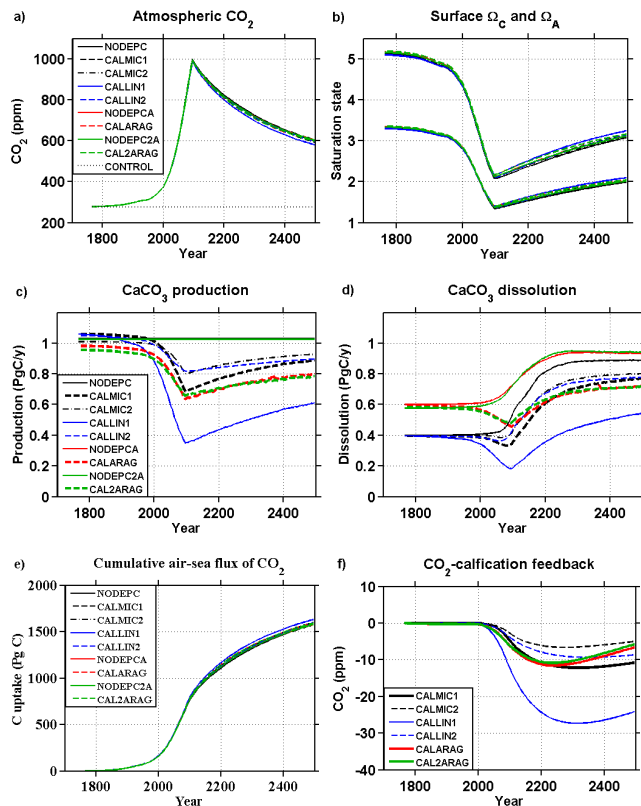 a)
Atmospheric CO2
1000
800
600
400
200
CO2 (ppm)
NODEPC
CALMIC1
CALMIC2
CALLIN1
CALLIN2
NODEPCA
CALARAG
NODEPC2A
CAL2ARAG
CONTROL
1800 2000 2200 2400
Year
b)
Surface ΩC and ΩA
5
4
3
2
1
Saturation state
1800 2000 2200 2400
Year
c)
CaCO3 production
1
0.8
0.6
0.4
0.2
0
Production (PgC/y)
NODEPC
CALMIC1
CALMIC2
CALLIN1
CALLIN2
NODEPCA
CALARAG
NODEPC2A
CAL2ARAG
1800 2000 2200 2400
Year
d)
CaCO3 dissolution
1
0.8
0.6
0.4
0.2
0
Dissolution (PgC/y)
1800 2000 2200 2400
Year
e)
Cumulative air-sea flux of CO2
2000
1500
1000
500
0
C uptake (Pg C)
NODEPC
CALMIC1
CALMIC2
CALLIN1
CALLIN2
NODEPCA
CALARAG
NODEPC2A
CAL2ARAG
1800 2000 2200 2400
Year
f)
CO2-calfication feedback
10
0
-10
-20
-30
-40
CO2 (ppm)
CALMIC1
CALMIC2
CALLIN1
CALLIN2
CALARAG
CAL2ARAG
1800 2000 2200 2400
Year